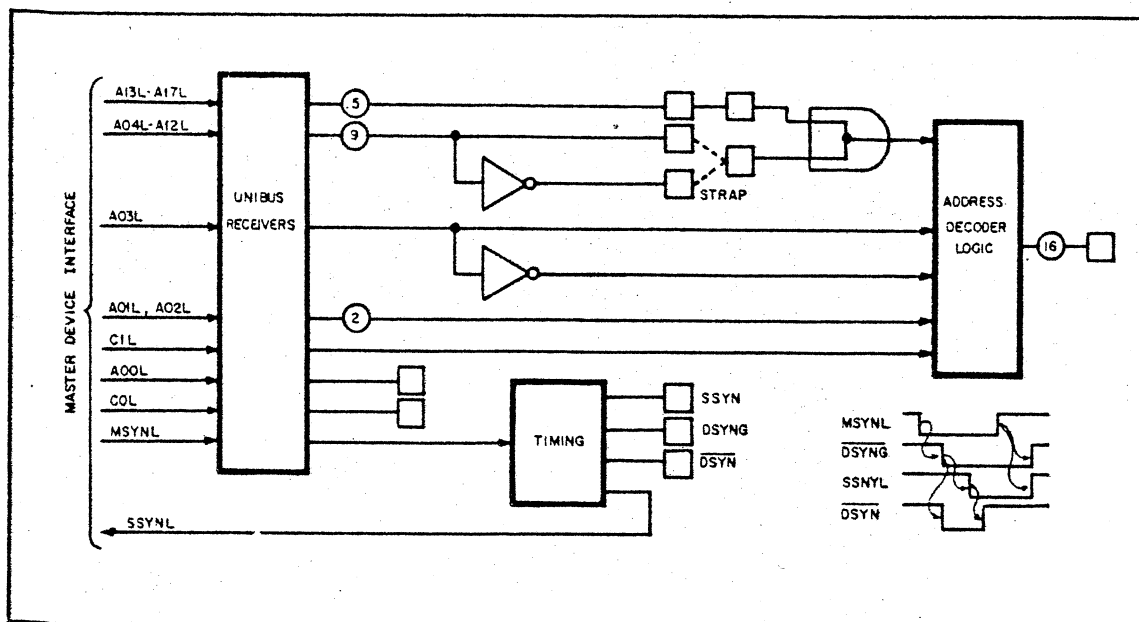 MASTER DEVICE INTERFACE
A13L-A17L
A04L-A12L
A03L
A01L, A02L
C1L
A00L
C0L
MSYNL
SSYNL
UNIBUS
RECEIVERS
5
9
2
STRAP
TIMING
SSYN
DSYNG
DSYN
ADDRESS
DECODER
LOGIC
16
MSYNL
DSYNG
SSNYL
DSYN